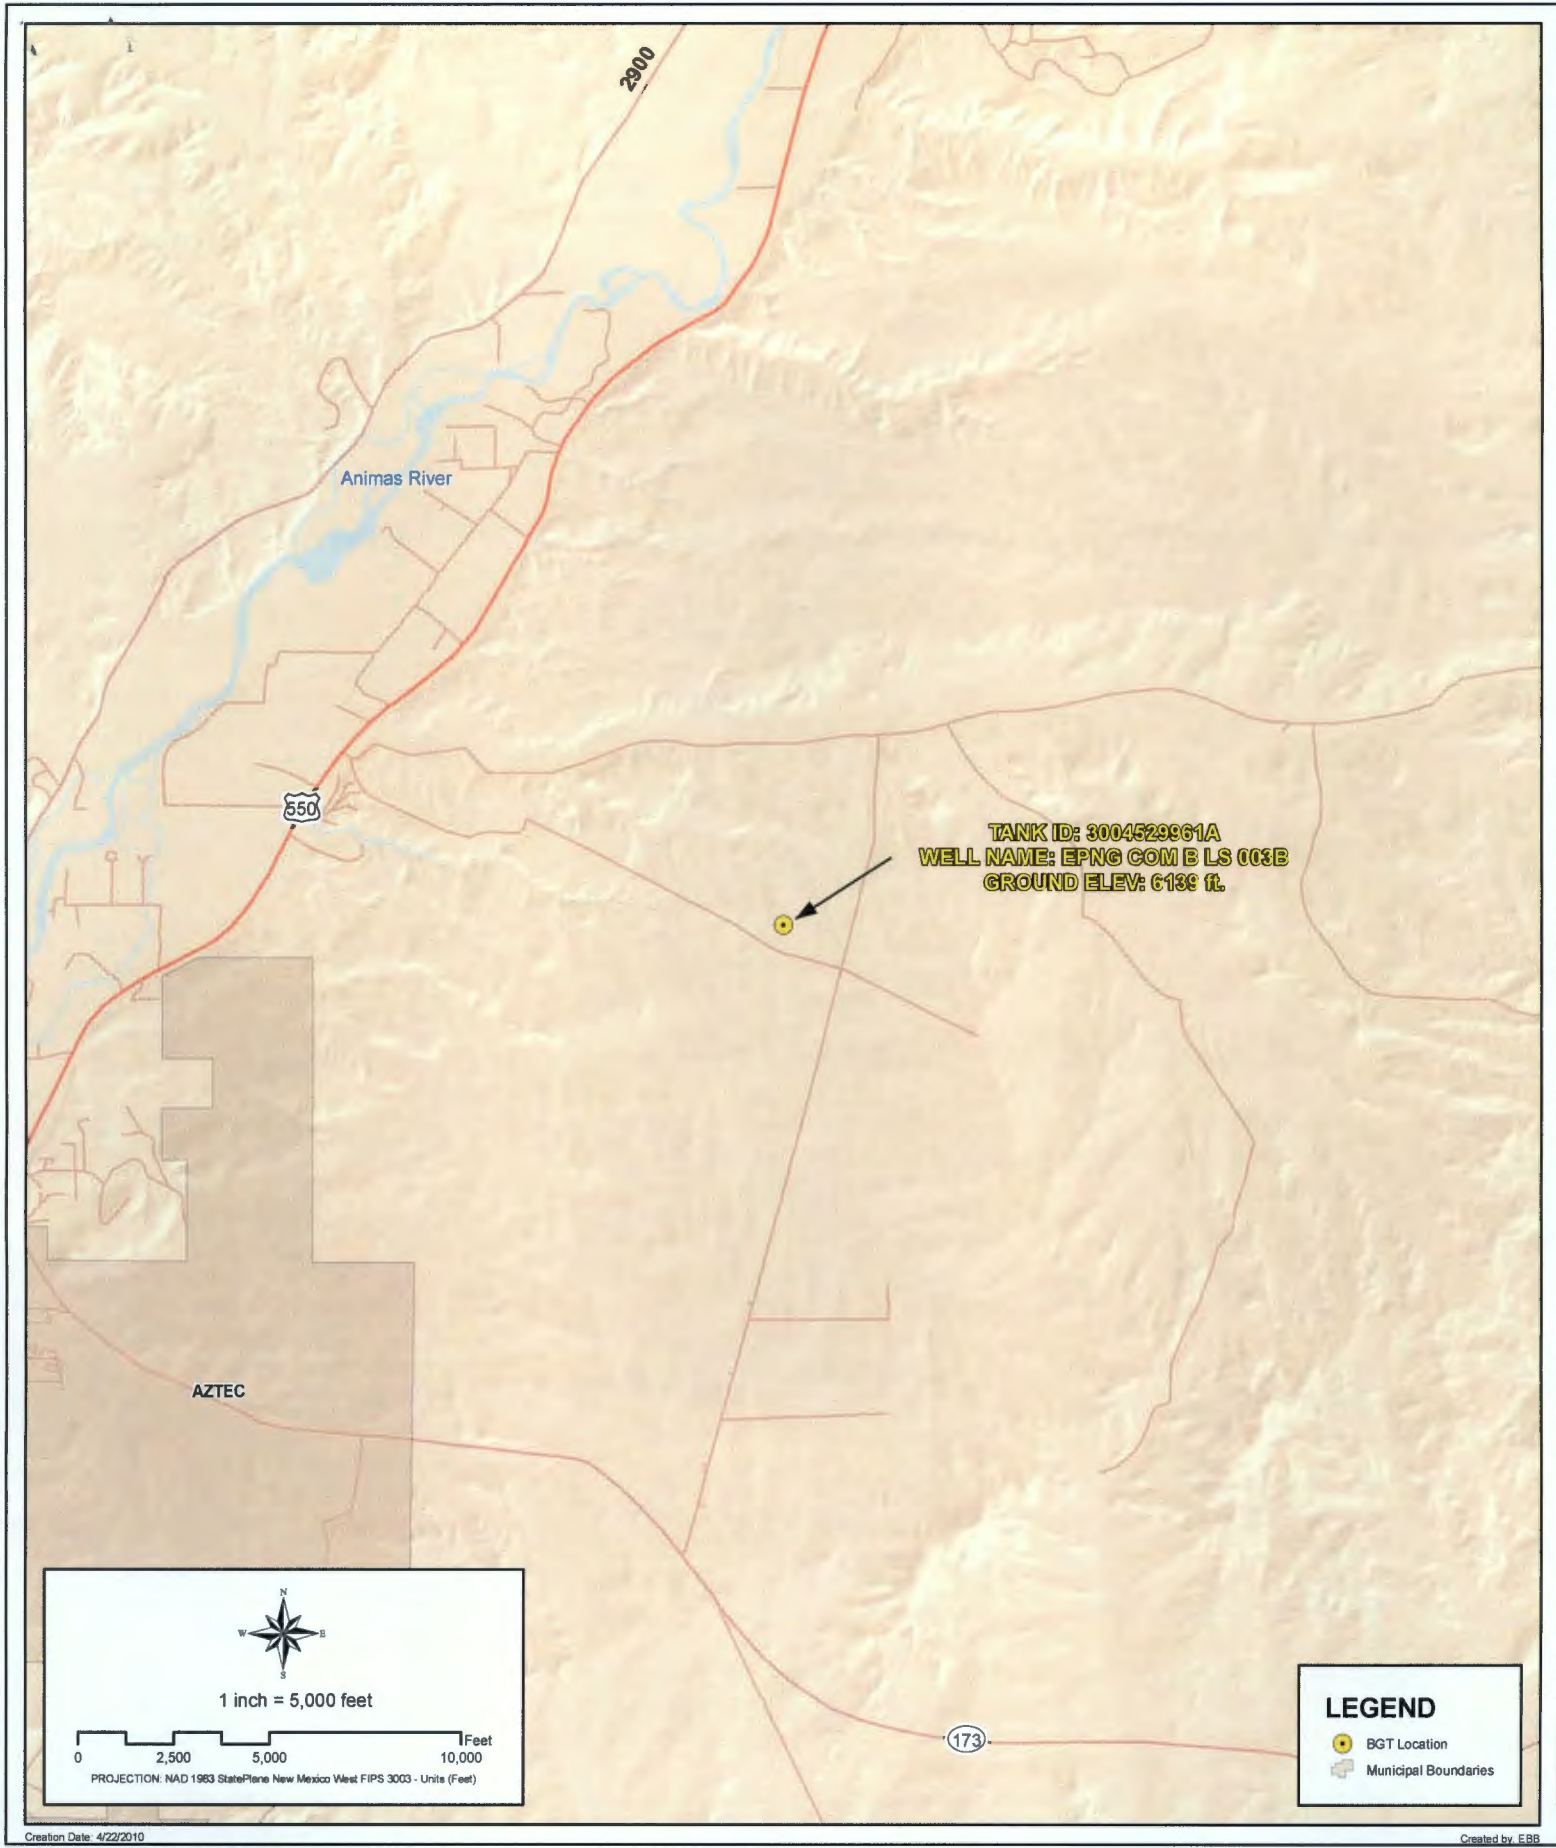 2900
Animas River
550
TANK ID: 3004529961A
WELL NAME: EPNG COM B LS 003B
GROUND ELEV: 6139 ft.
AZTEC
N
W E
S
1 inch = 5,000 feet
Feet
0 2,500 5,000 10,000
PROJECTION: NAD 1983 StatePlane New Mexico West FIPS 3003 - Units (Feet)
173
LEGEND
BGT Location
Municipal Boundaries
Creation Date: 4/22/2010
Created by: EBB